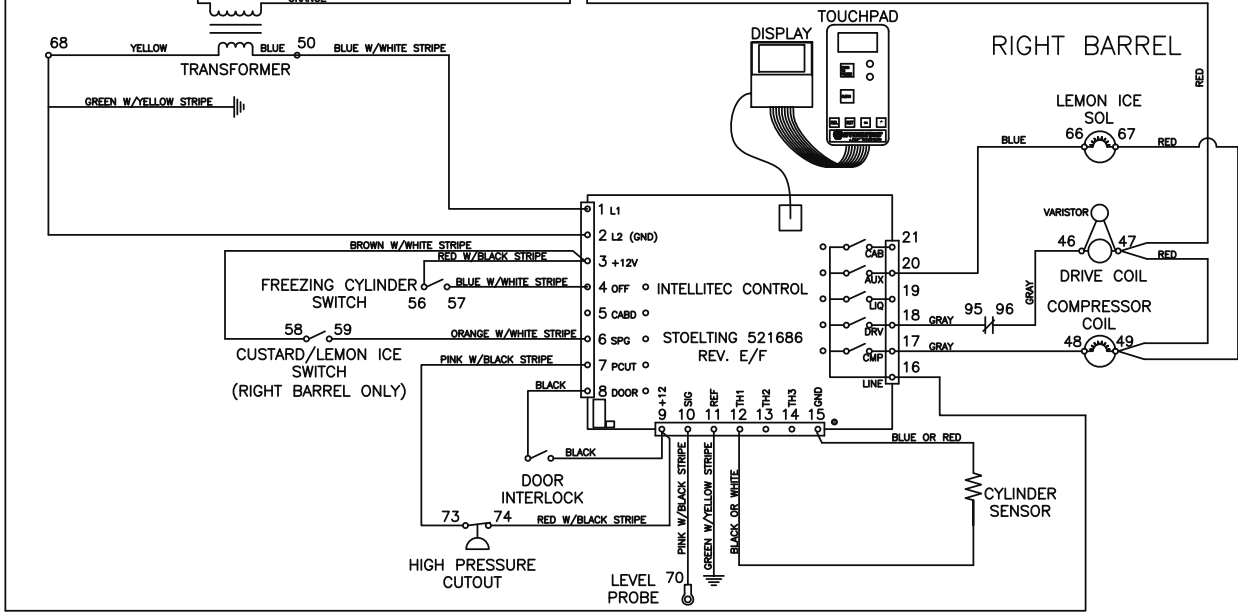 ORANGE
TOUCHPAD
DISPLAY
RIGHT BARREL
68
YELLOW
BLUE
50
BLUE W/WHITE STRIPE
TRANSFORMER
GREEN W/YELLOW STRIPE
RED
LEMON ICE
SOL
66
67
BLUE
RED
VARISTOR
46
47
RED
DRIVE COIL
GRAY
COMPRESSOR
COIL
48
49
1 L1
2 L2 (GND)
BROWN W/WHITE STRIPE
RED W/BLACK STRIPE
3 +12V
FREEZING CYLINDER
SWITCH
56
57
BLUE W/WHITE STRIPE
4 OFF
INTELLITEC CONTROL
5 CABD
58
59
ORANGE W/WHITE STRIPE
6 SPG
STOELTING 521686
REV. E/F
CUSTARD/LEMON ICE
SWITCH
(RIGHT BARREL ONLY)
PINK W/BLACK STRIPE
7 PCUT
BLACK
8 DOOR
21
CAB
20
AUX
19
LIQ
18
DRV
GRAY
95
96
17
CMP
GRAY
16
LINE
+12
SIG
REF
TH1
TH2
TH3
GND
9
10
11
12
13
14
15
BLUE OR RED
BLACK
DOOR
INTERLOCK
73
74
RED W/BLACK STRIPE
HIGH PRESSURE
CUTOUT
PINK W/BLACK STRIPE
GREEN W/YELLOW STRIPE
BLACK OR WHITE
CYLINDER
SENSOR
LEVEL
PROBE
70